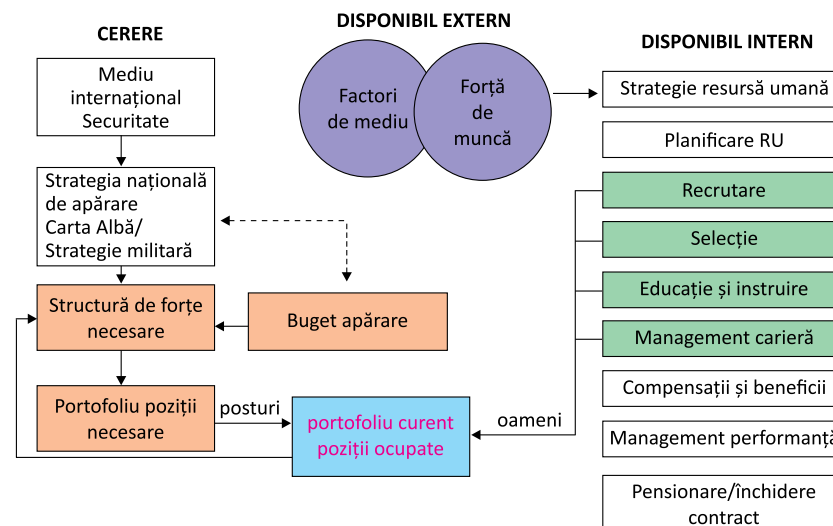 CERERE
Mediu
internațional
Securitate
Strategia națională
de apărare
Carta Albă/
Strategie militară
Structură de forțe
necesare
Buget apărare
Portofoliu poziții
necesare
posturi
portofoliu curent
poziții ocupate
oameni
DISPONIBIL EXTERN
Factori
de mediu
Forță
de
muncă
DISPONIBIL INTERN
Strategie resursă umană
Planificare RU
Recrutare
Selecție
Educație și instruire
Management carieră
Compensații și beneficii
Management performanță
Pensionare/închidere
contract